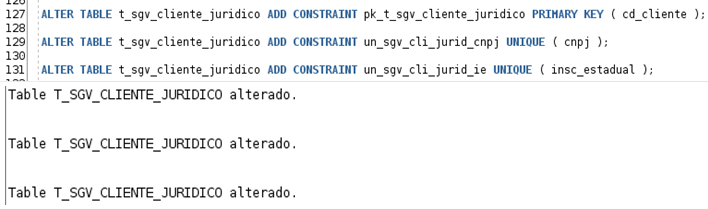 127 ALTER TABLE t_sgv_cliente_juridico ADD CONSTRAINT pk_t_sgv_cliente_juridico PRIMARY KEY ( cd_cliente );
128
129 ALTER TABLE t_sgv_cliente_juridico ADD CONSTRAINT un_sgv_cli_jurid_cnpj UNIQUE ( cnpj );
130
131 ALTER TABLE t_sgv_cliente_juridico ADD CONSTRAINT un_sgv_cli_jurid_ie UNIQUE ( insc_estadual );
Table T_SGV_CLIENTE_JURIDICO alterado.
Table T_SGV_CLIENTE_JURIDICO alterado.
Table T_SGV_CLIENTE_JURIDICO alterado.